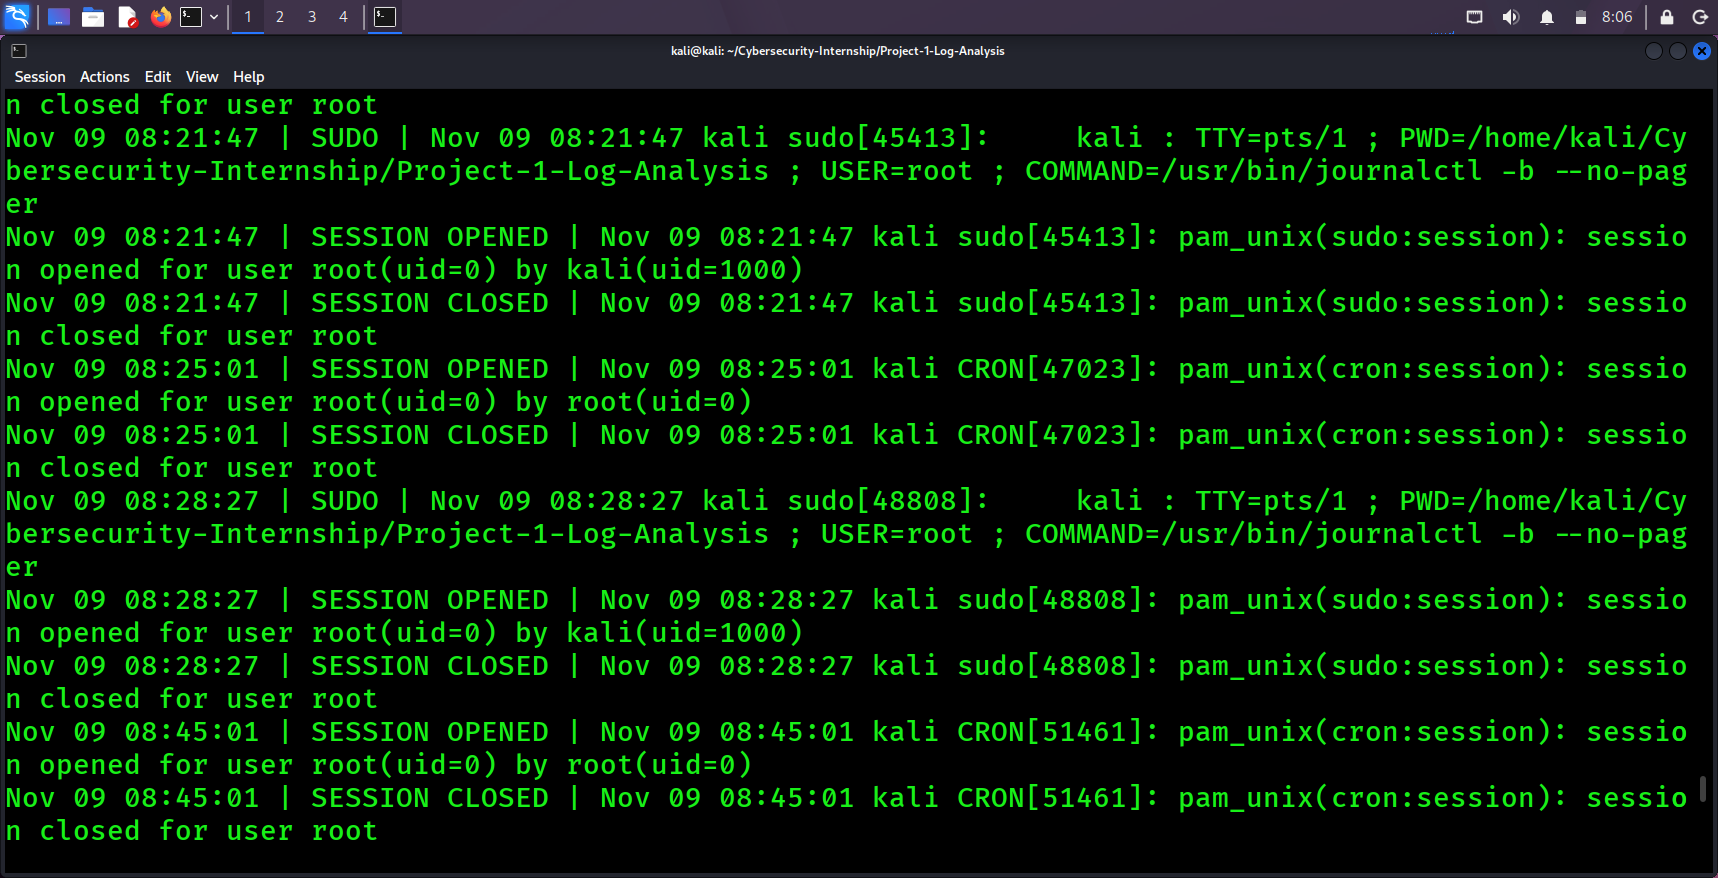 1 2 3 4 8:06
kali@kali: ~/Cybersecurity-Internship/Project-1-Log-Analysis
Session Actions Edit View Help
n closed for user root
Nov 09 08:21:47 | SUDO | Nov 09 08:21:47 kali sudo[45413]:     kali : TTY=pts/1 ; PWD=/home/kali/Cy
bersecurity-Internship/Project-1-Log-Analysis ; USER=root ; COMMAND=/usr/bin/journalctl -b --no-pag
er
Nov 09 08:21:47 | SESSION OPENED | Nov 09 08:21:47 kali sudo[45413]: pam_unix(sudo:session): sessio
n opened for user root(uid=0) by kali(uid=1000)
Nov 09 08:21:47 | SESSION CLOSED | Nov 09 08:21:47 kali sudo[45413]: pam_unix(sudo:session): sessio
n closed for user root
Nov 09 08:25:01 | SESSION OPENED | Nov 09 08:25:01 kali CRON[47023]: pam_unix(cron:session): sessio
n opened for user root(uid=0) by root(uid=0)
Nov 09 08:25:01 | SESSION CLOSED | Nov 09 08:25:01 kali CRON[47023]: pam_unix(cron:session): sessio
n closed for user root
Nov 09 08:28:27 | SUDO | Nov 09 08:28:27 kali sudo[48808]:     kali : TTY=pts/1 ; PWD=/home/kali/Cy
bersecurity-Internship/Project-1-Log-Analysis ; USER=root ; COMMAND=/usr/bin/journalctl -b --no-pag
er
Nov 09 08:28:27 | SESSION OPENED | Nov 09 08:28:27 kali sudo[48808]: pam_unix(sudo:session): sessio
n opened for user root(uid=0) by kali(uid=1000)
Nov 09 08:28:27 | SESSION CLOSED | Nov 09 08:28:27 kali sudo[48808]: pam_unix(sudo:session): sessio
n closed for user root
Nov 09 08:45:01 | SESSION OPENED | Nov 09 08:45:01 kali CRON[51461]: pam_unix(cron:session): sessio
n opened for user root(uid=0) by root(uid=0)
Nov 09 08:45:01 | SESSION CLOSED | Nov 09 08:45:01 kali CRON[51461]: pam_unix(cron:session): sessio
n closed for user root